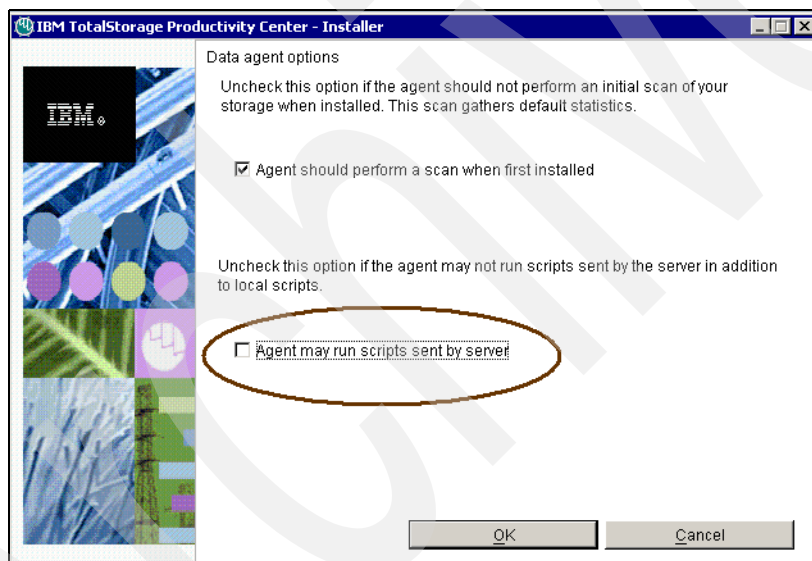 IBM TotalStorage Productivity Center - Installer
Data agent options
Uncheck this option if the agent should not perform an initial scan of your
storage when installed. This scan gathers default statistics.
IBM®
Agent should perform a scan when first installed
Uncheck this option if the agent may not run scripts sent by the server in addition
to local scripts.
Agent may run scripts sent by server
OK
Cancel